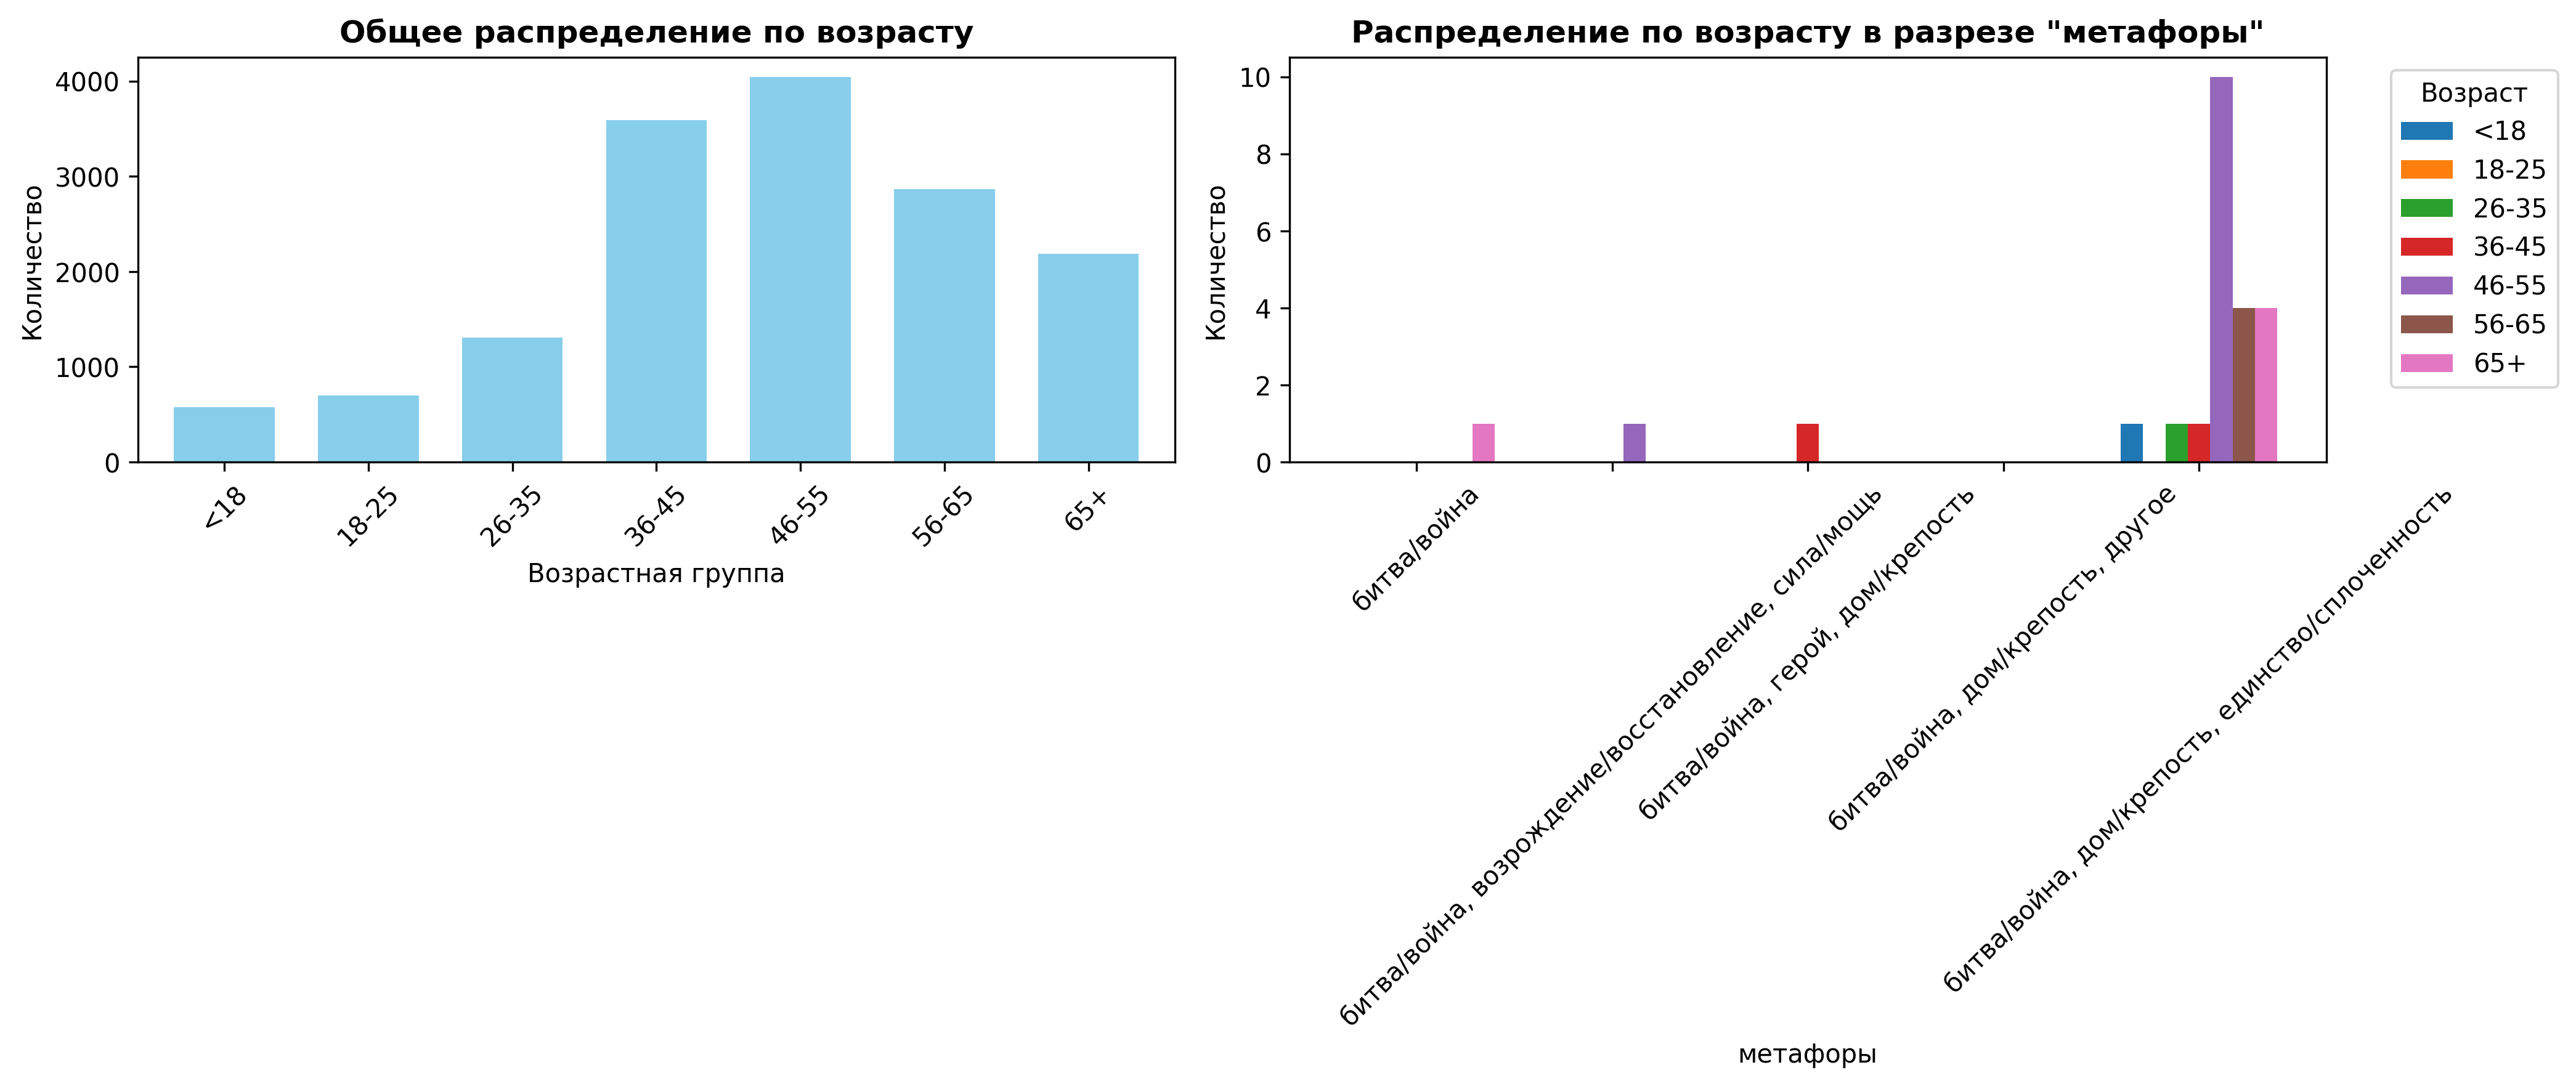 Общее распределение по возрасту
Количество
4000
3000
2000
1000
0
<18
18-25
26-35
36-45
46-55
56-65
65+
Возрастная группа
Распределение по возрасту в разрезе "метафоры"
Количество
10
8
6
4
2
0
битва/война
битва/война, возрождение/восстановление, сила/мощь
битва/война, герой, дом/крепость
битва/война, дом/крепость, другое
битва/война, дом/крепость, единство/сплоченность
метафоры
Возраст
<18
18-25
26-35
36-45
46-55
56-65
65+